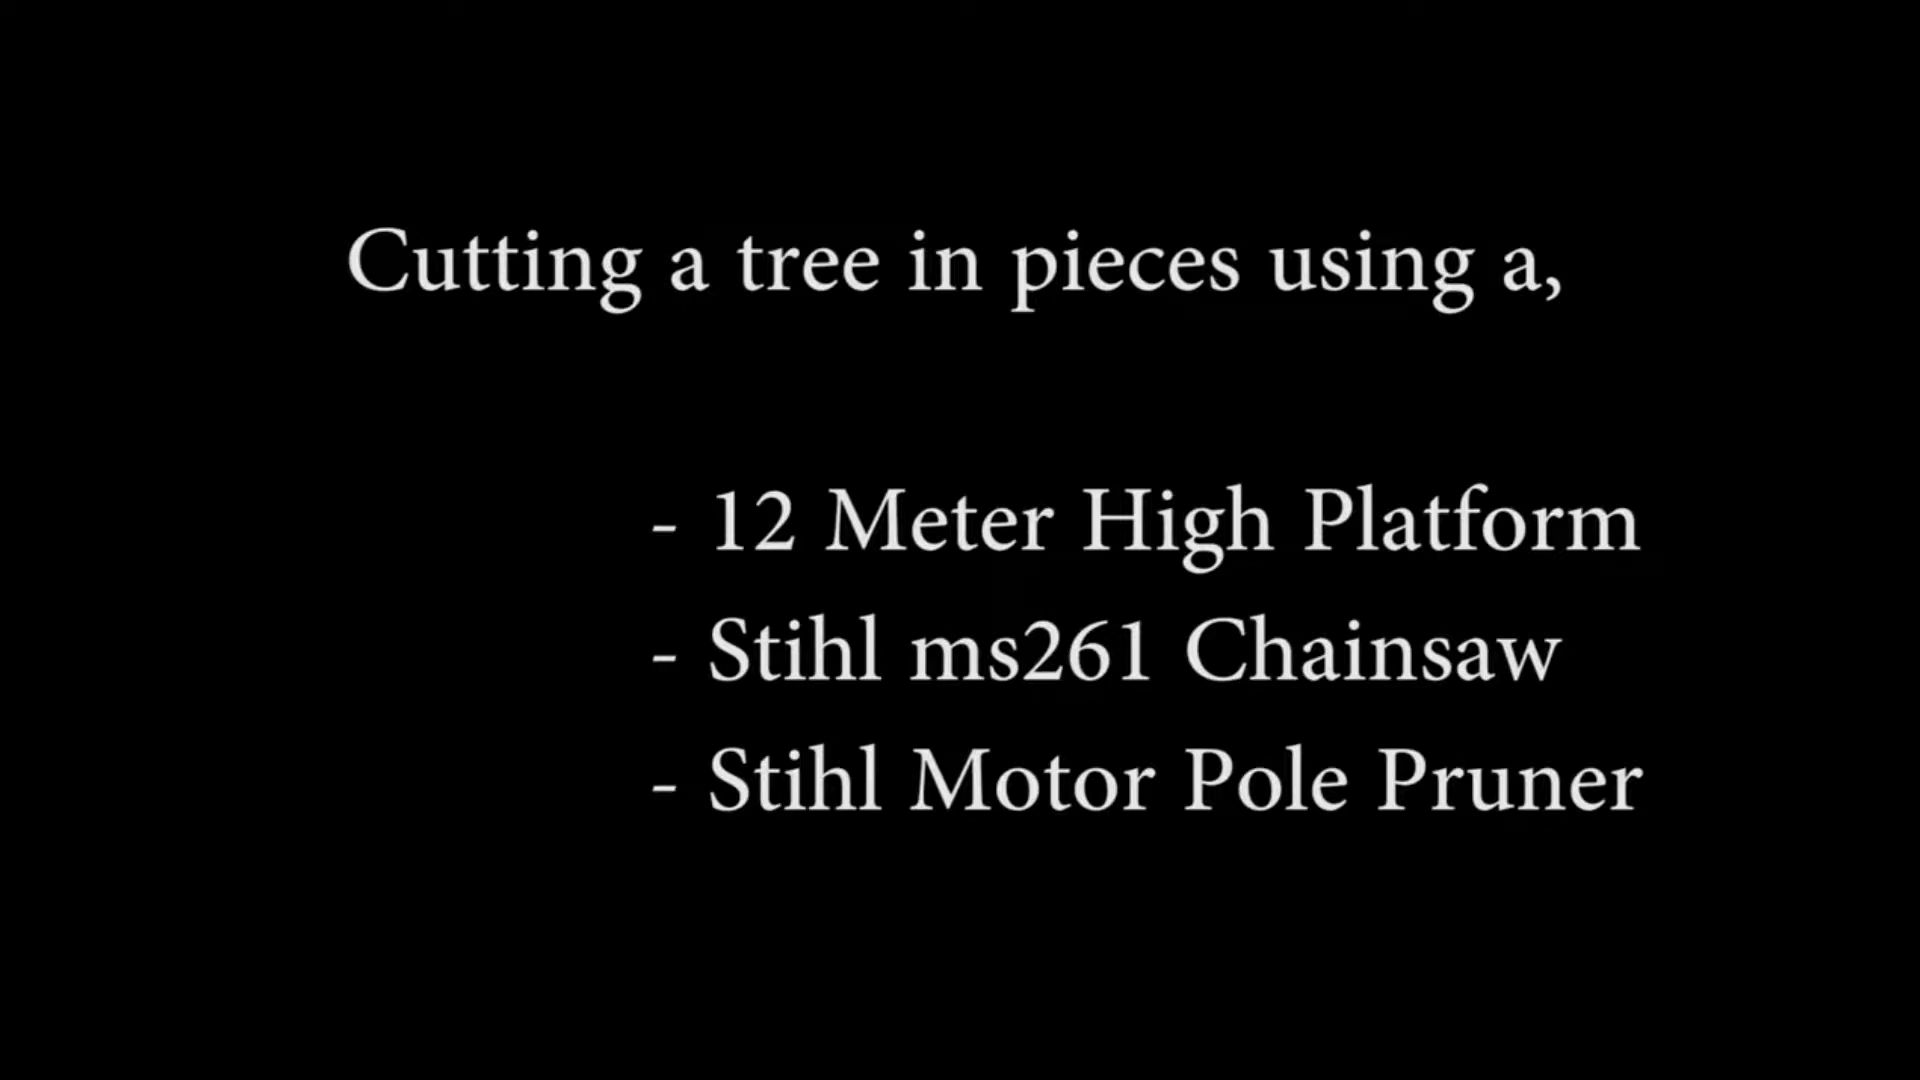 Cutting a tree in pieces using a,
- 12 Meter High Platform
- Stihl ms261 Chainsaw
- Stihl Motor Pole Pruner